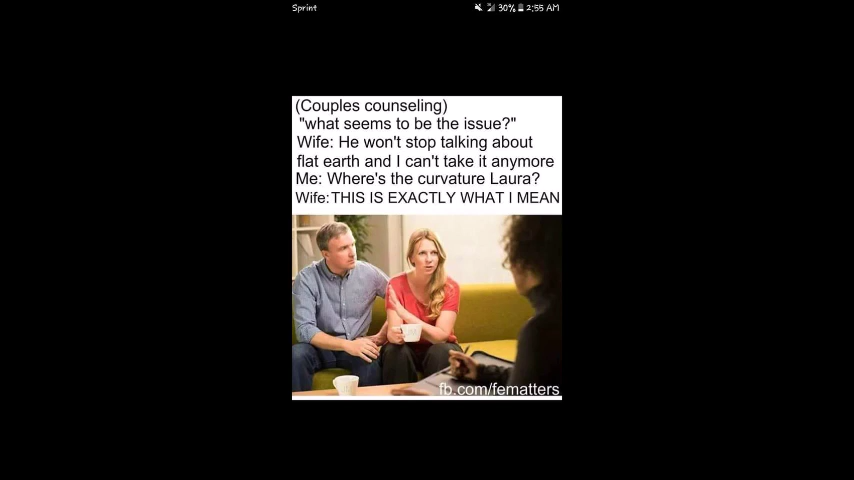 Sprint 30% 2:55 AM
(Couples counseling)
"what seems to be the issue?"
Wife: He won't stop talking about
flat earth and I can't take it anymore
Me: Where's the curvature Laura?
Wife:THIS IS EXACTLY WHAT I MEAN
fb.com/fematters